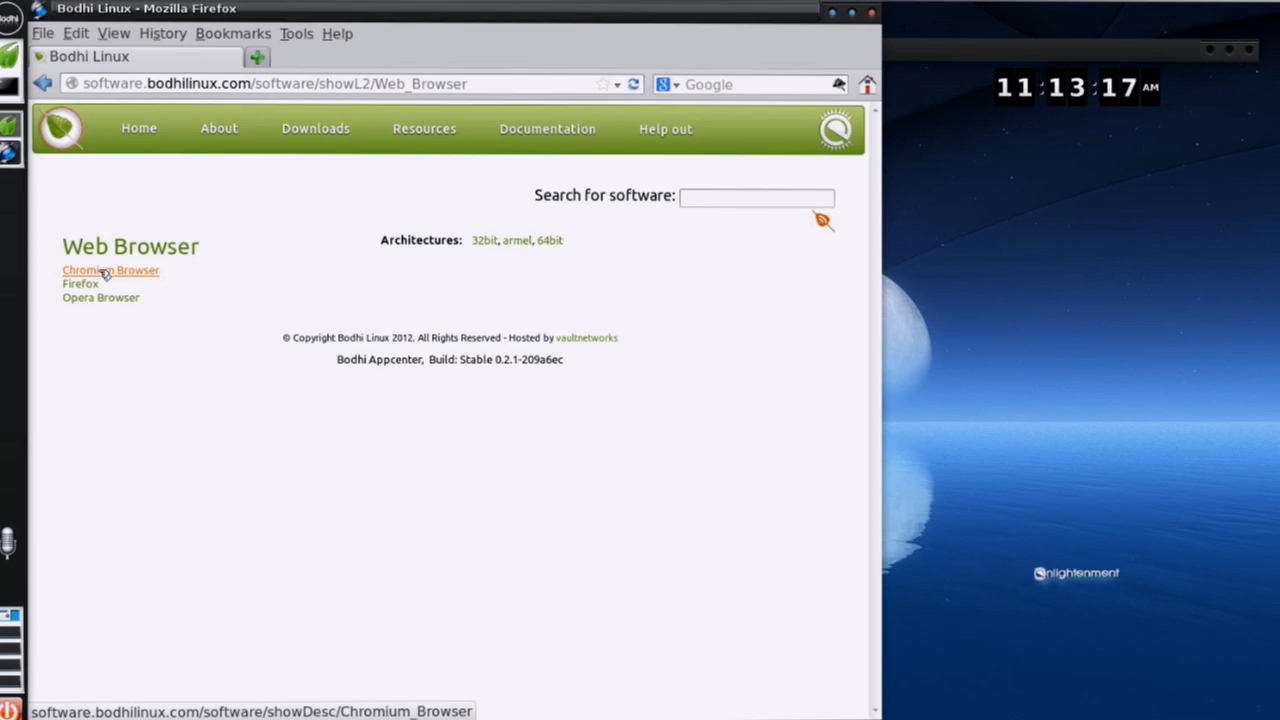 Bodhi
Bodhi Linux - Mozilla Firefox
File Edit View History Bookmarks Tools Help
Bodhi Linux
software.bodhilinux.com/software/showL2/Web_Browser
Google
11:13:17 AM
Home About Downloads Resources Documentation Help out
Search for software:
Web Browser
Architectures: 32bit, armel, 64bit
Chromium Browser
Firefox
Opera Browser
© Copyright Bodhi Linux 2012. All Rights Reserved - Hosted by vaultnetworks
Bodhi Appcenter, Build: Stable 0.2.1-209a6ec
enlightenment
software.bodhilinux.com/software/showDesc/Chromium_Browser